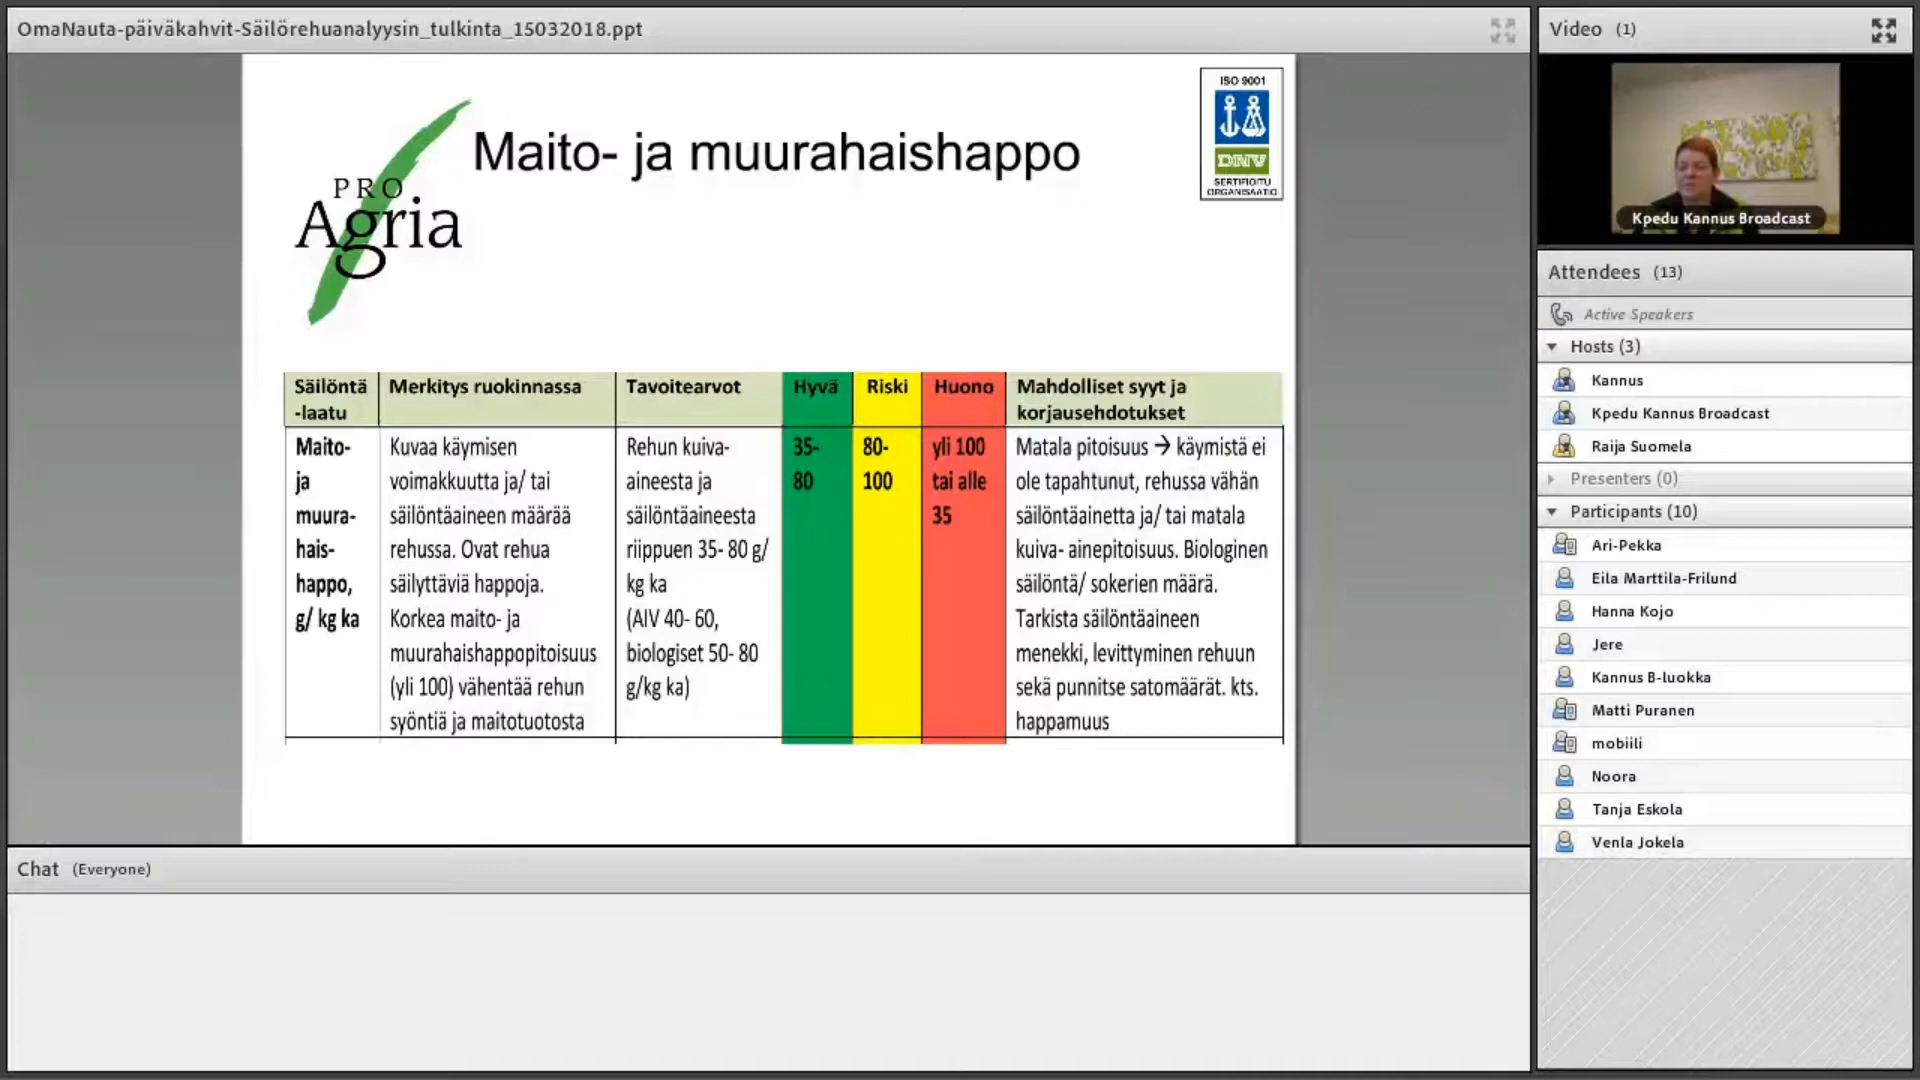 OmaNauta-päiväkahvit-Säilörehuanalyysin_tulkinta_15032018.ppt
PRO
Agria
Maito- ja muurahaishappo
ISO 9001
DNV
SERTIFIOITU
ORGANISAATIO
Säilöntä
-laatu
Merkitys ruokinnassa
Tavoitearvot
Hyvä
Riski
Huono
Mahdolliset syyt ja
korjausehdotukset
Maito-
ja
muura-
hais-
happo,
g/ kg ka
Kuvaa käymisen
voimakkuutta ja/ tai
säilöntäaineen määrää
rehussa. Ovat rehua
säilyttäviä happoja.
Korkea maito- ja
muurahaishappopitoisuus
(yli 100) vähentää rehun
syöntiä ja maitotuotosta
Rehun kuiva-
aineesta ja
säilöntäaineesta
riippuen 35- 80 g/
kg ka
(AIV 40- 60,
biologiset 50- 80
g/kg ka)
35-
80
80-
100
yli 100
tai alle
35
Matala pitoisuus → käymistä ei
ole tapahtunut, rehussa vähän
säilöntäainetta ja/ tai matala
kuiva- ainepitoisuus. Biologinen
säilöntä/ sokerien määrä.
Tarkista säilöntäaineen
menekki, levittyminen rehuun
sekä punnitse satomäärät. kts.
happamuus
Chat (Everyone)
Video (1)
Kpedu Kannus Broadcast
Attendees (13)
Active Speakers
Hosts (3)
Kannus
Kpedu Kannus Broadcast
Raija Suomela
Presenters (0)
Participants (10)
Ari-Pekka
Eila Marttila-Frilund
Hanna Kojo
Jere
Kannus B-luokka
Matti Puranen
mobiili
Noora
Tanja Eskola
Venla Jokela